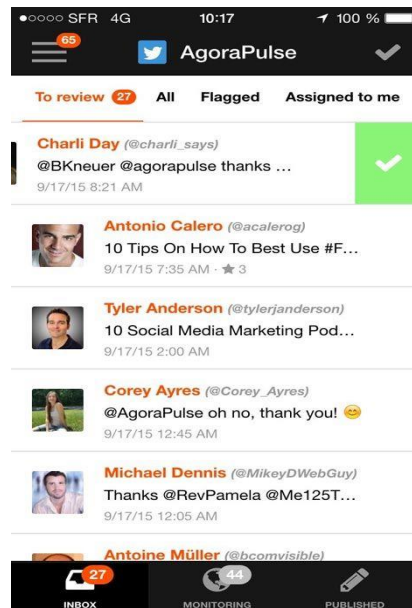 SFR 4G 10:17 100 %
65
AgoraPulse
To review 27 All Flagged Assigned to me
Charli Day (@charli_says)
@BKneuer @agorapulse thanks ...
9/17/15 8:21 AM
Antonio Calero (@acalerog)
10 Tips On How To Best Use #F...
9/17/15 7:35 AM · ★ 3
Tyler Anderson (@tylerjanderson)
10 Social Media Marketing Pod...
9/17/15 2:00 AM
Corey Ayres (@Corey_Ayres)
@AgoraPulse oh no, thank you! 😊
9/17/15 12:45 AM
Michael Dennis (@MikeyDWebGuy)
Thanks @RevPamela @Me125T...
9/17/15 12:05 AM
Antoine Müller (@bcomvisible)
27 44
INBOX MONITORING PUBLISHED